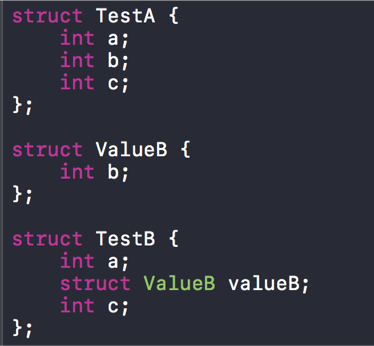 struct TestA {
    int a;
    int b;
    int c;
};

struct ValueB {
    int b;
};

struct TestB {
    int a;
    struct ValueB valueB;
    int c;
};